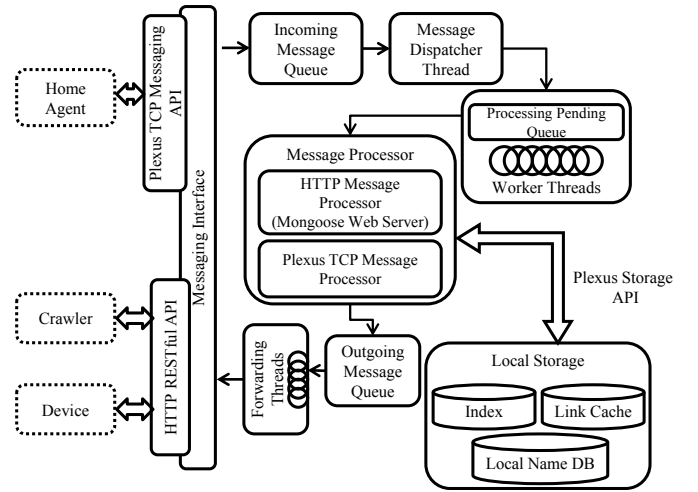 Home
Agent
Plexus TCP Messaging
API
Messaging Interface
Incoming
Message
Queue
Message
Dispatcher
Thread
Processing Pending
Queue
Worker Threads
Message Processor
HTTP Message
Processor
(Mongoose Web Server)
Plexus TCP Message
Processor
Plexus Storage
API
Crawler
Device
HTTP RESTful API
Forwarding
Threads
Outgoing
Message
Queue
Local Storage
Index
Link Cache
Local Name DB